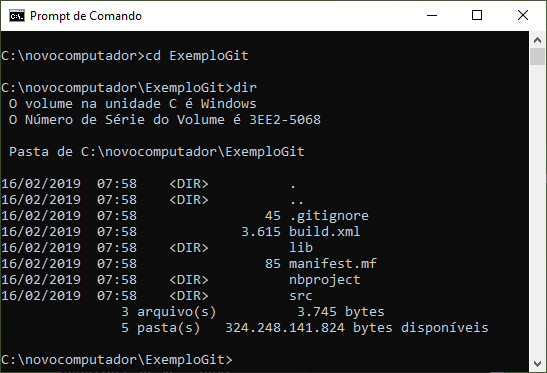 Prompt de Comando
C:\novocomputador>cd ExemploGit
C:\novocomputador\ExemploGit>dir
 O volume na unidade C é Windows
 O Número de Série do Volume é 3EE2-5068
 Pasta de C:\novocomputador\ExemploGit
16/02/2019  07:58    <DIR>          .
16/02/2019  07:58    <DIR>          ..
16/02/2019  07:58                45 .gitignore
16/02/2019  07:58             3.615 build.xml
16/02/2019  07:58    <DIR>          lib
16/02/2019  07:58                85 manifest.mf
16/02/2019  07:58    <DIR>          nbproject
16/02/2019  07:58    <DIR>          src
               3 arquivo(s)          3.745 bytes
               5 pasta(s)   324.248.141.824 bytes disponíveis
C:\novocomputador\ExemploGit>